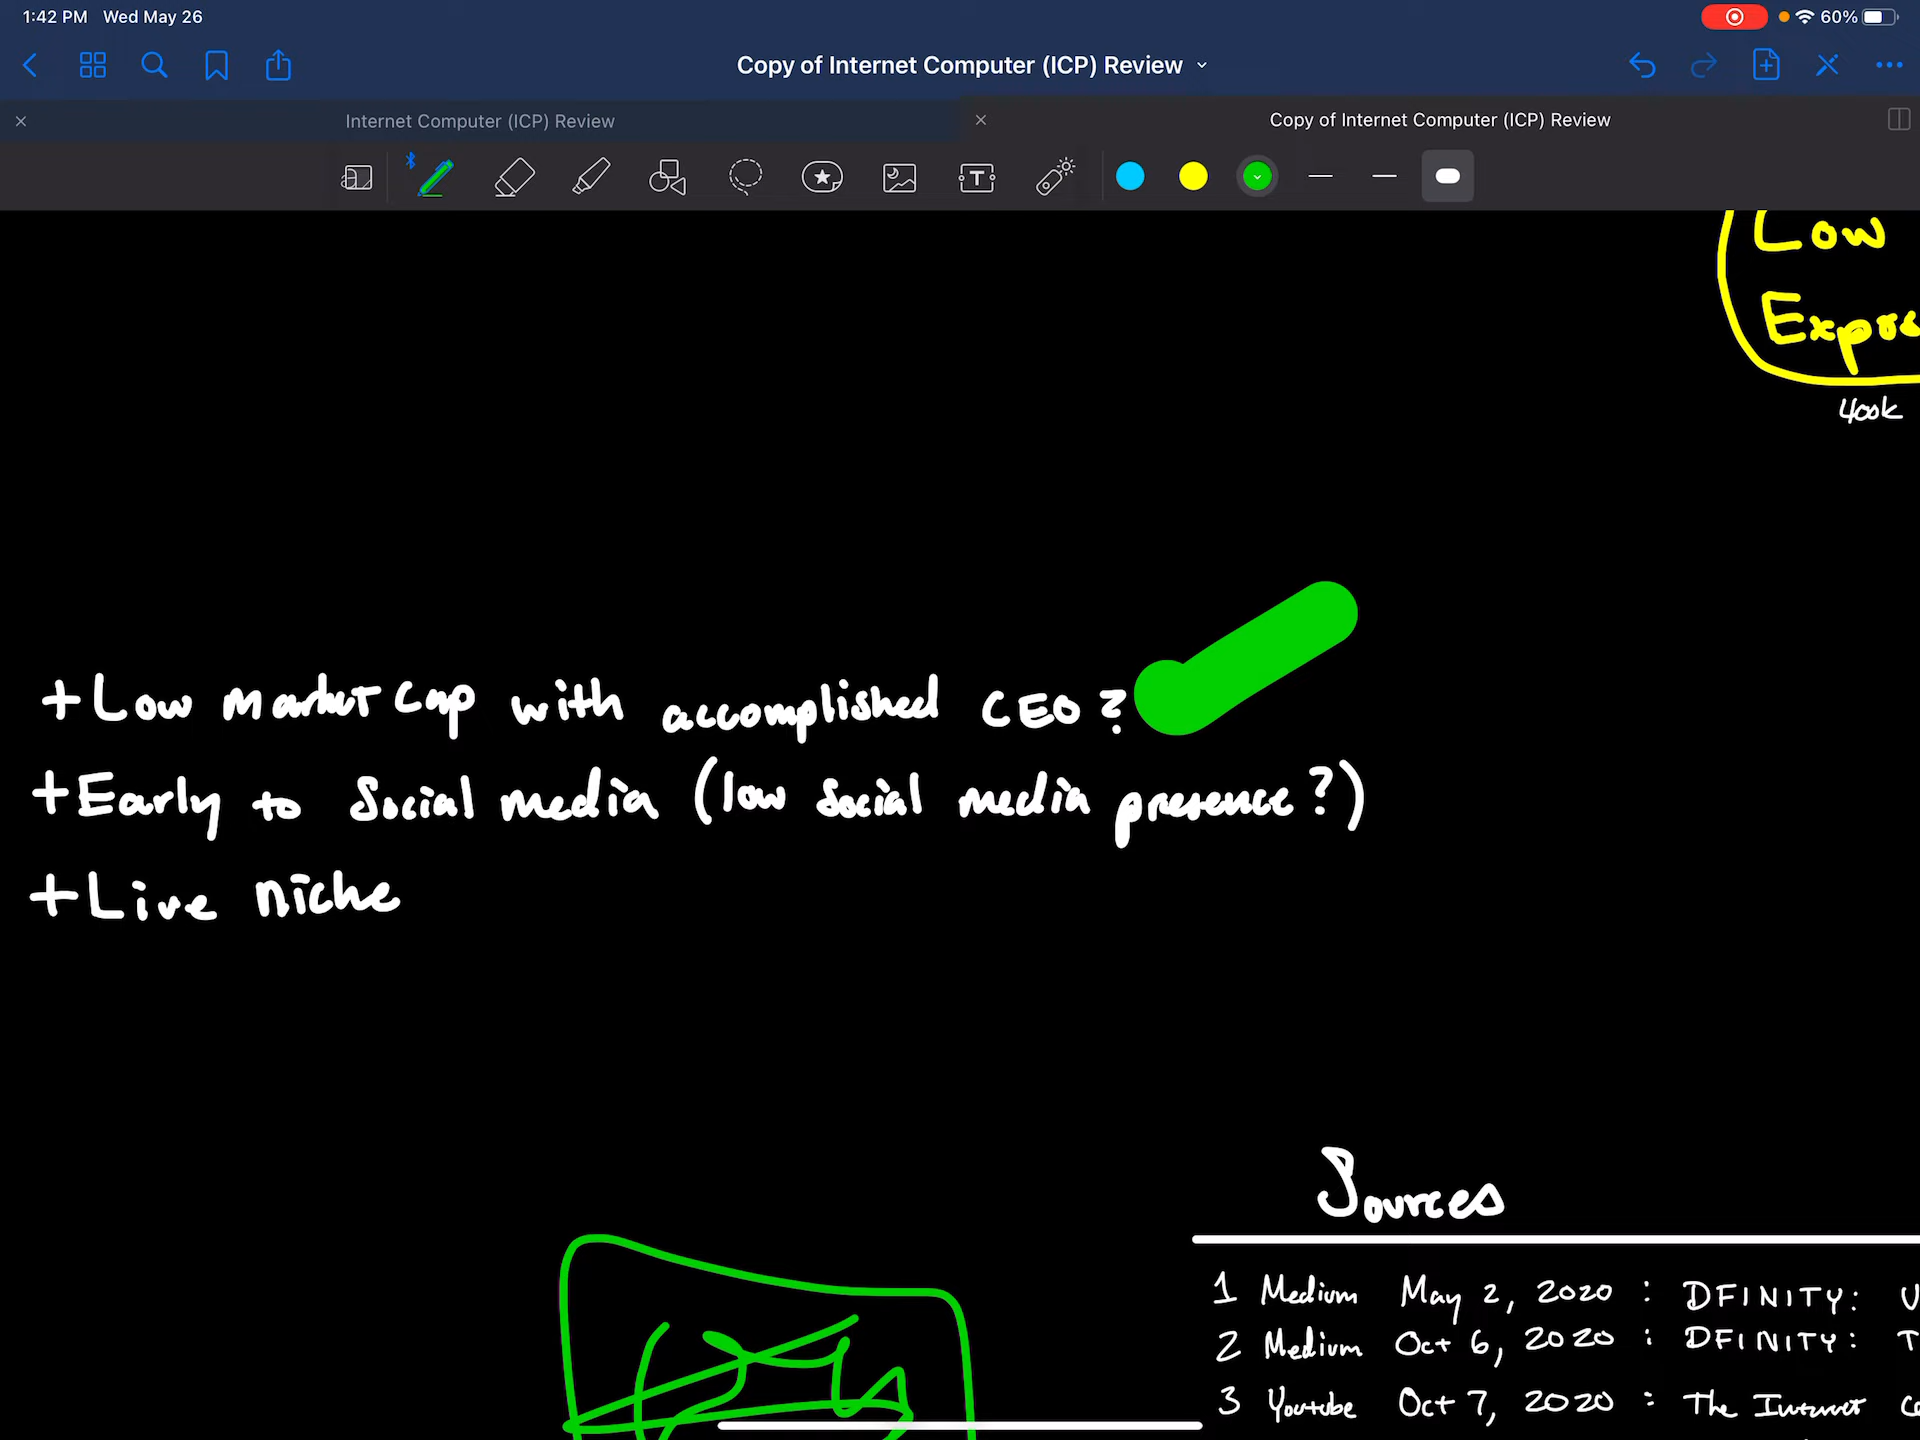 1:42 PM Wed May 26
60%
Copy of Internet Computer (ICP) Review
Internet Computer (ICP) Review
Copy of Internet Computer (ICP) Review
T
Low
Expos
400k
+Low market cap with accomplished CEO?
+Early to Social media (low social media presence?)
+Live niche
Sources
1 Medium May 2, 2020 : DFINITY: U
2 Medium Oct 6, 2020 : DFINITY: T
3 Youtube Oct 7, 2020 : The Internet Co